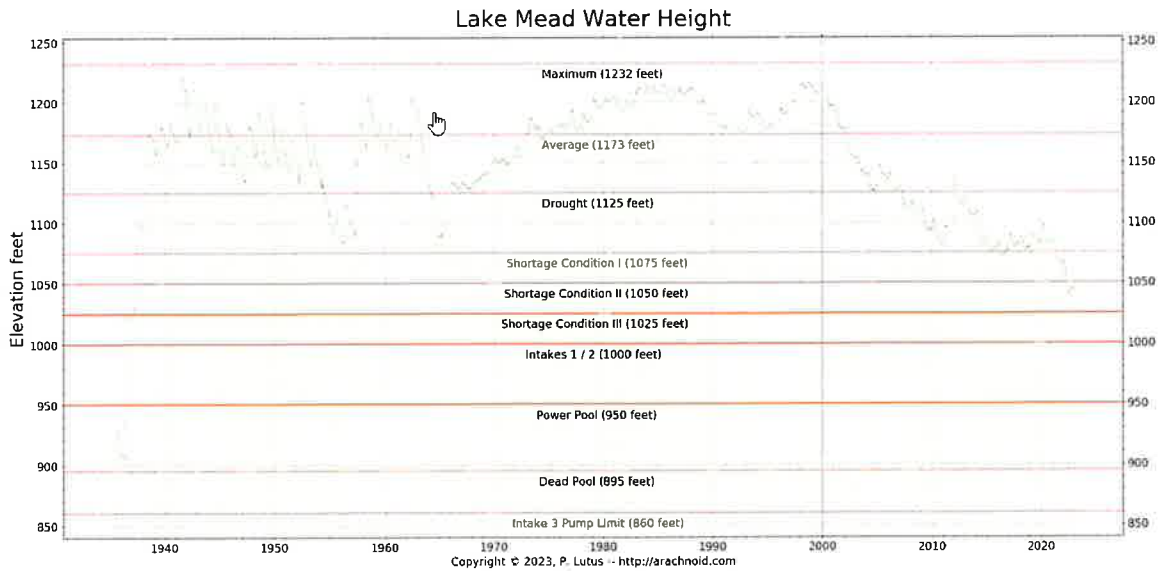 Lake Mead Water Height
1250
1200
1150
1100
1050
1000
950
900
850
Elevation feet
Maximum (1232 feet)
Average (1173 feet)
Drought (1125 feet)
Shortage Condition I (1075 feet)
Shortage Condition II (1050 feet)
Shortage Condition III (1025 feet)
Intakes 1 / 2 (1000 feet)
Power Pool (950 feet)
Dead Pool (895 feet)
Intake 3 Pump Limit (860 feet)
1250
1200
1150
1100
1050
1000
950
900
850
1940 1950 1960 1970 1980 1990 2000 2010 2020
Copyright © 2023, P. Lutus -- http://arachnoid.com